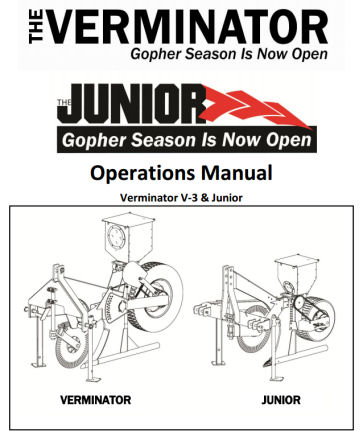 THE VERMINATOR
Gopher Season Is Now Open
THE JUNIOR
Gopher Season Is Now Open
Operations Manual
Verminator V-3 & Junior
VERMINATOR
JUNIOR